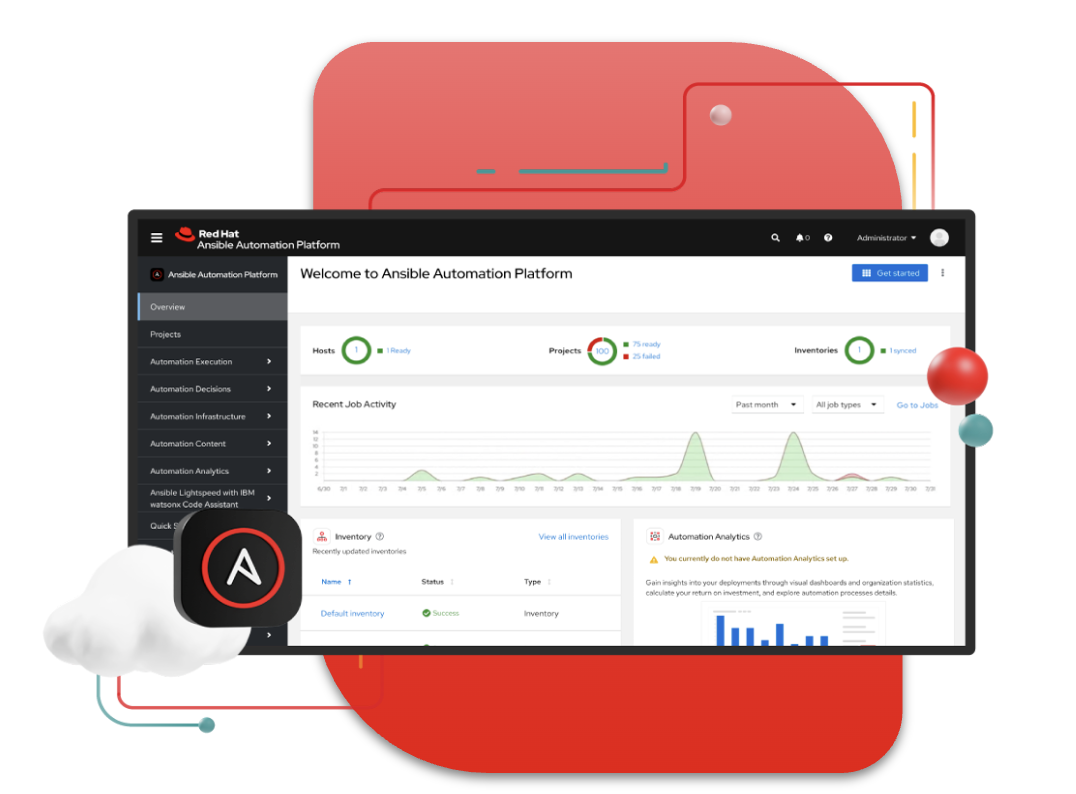 Red Hat
Ansible Automation Platform
0
Administrator
Ansible Automation Platform
Welcome to Ansible Automation Platform
Get started
Overview
Projects
Automation Execution
Automation Decisions
Automation Infrastructure
Automation Content
Automation Analytics
Ansible Lightspeed with IBM
watsonx Code Assistant
Quick S
Hosts
1
1 Ready
Projects
100
75 ready
25 failed
Inventories
1
1 synced
Recent Job Activity
Past month
All job types
Go to Jobs
14
12
10
8
6
4
2
6/30 7/1 7/2 7/3 7/4 7/5 7/6 7/7 7/8 7/9 7/10 7/11 7/12 7/13 7/14 7/15 7/16 7/17 7/18 7/19 7/20 7/21 7/22 7/23 7/24 7/25 7/26 7/27 7/28 7/29 7/30 7/31
Inventory
View all inventories
Recently updated inventories
Name Status Type
Default inventory Success Inventory
Automation Analytics
You currently do not have Automation Analytics set up.
Gain insights into your deployments through visual dashboards and organization statistics,
calculate your return on investment, and explore automation processes details.